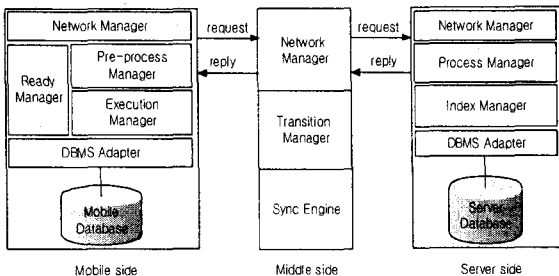 Network Manager
Ready
Manager
Pre-process
Manager
Execution
Manager
DBMS Adapter
Mobile
Database
Mobile side
request
reply
Network
Manager
Transition
Manager
Sync Engine
Middle side
request
reply
Network Manager
Process Manager
Index Manager
DBMS Adapter
Server
Database
Server side